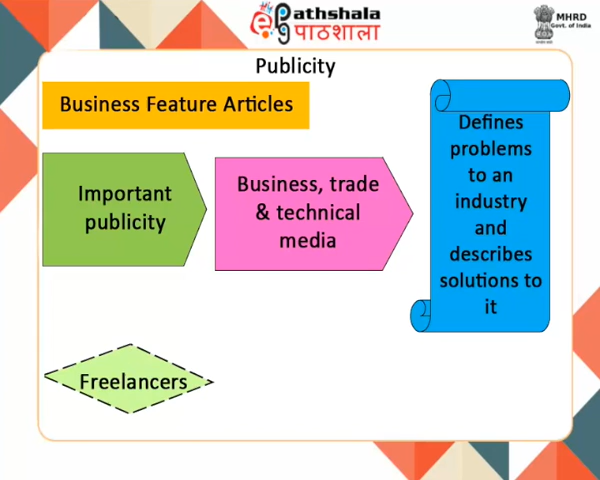 ePathshala
पाठशाला
MHRD
Govt. of India
Publicity
Business Feature Articles
Important
publicity
Business, trade
& technical
media
Defines
problems
to an
industry
and
describes
solutions to
it
Freelancers